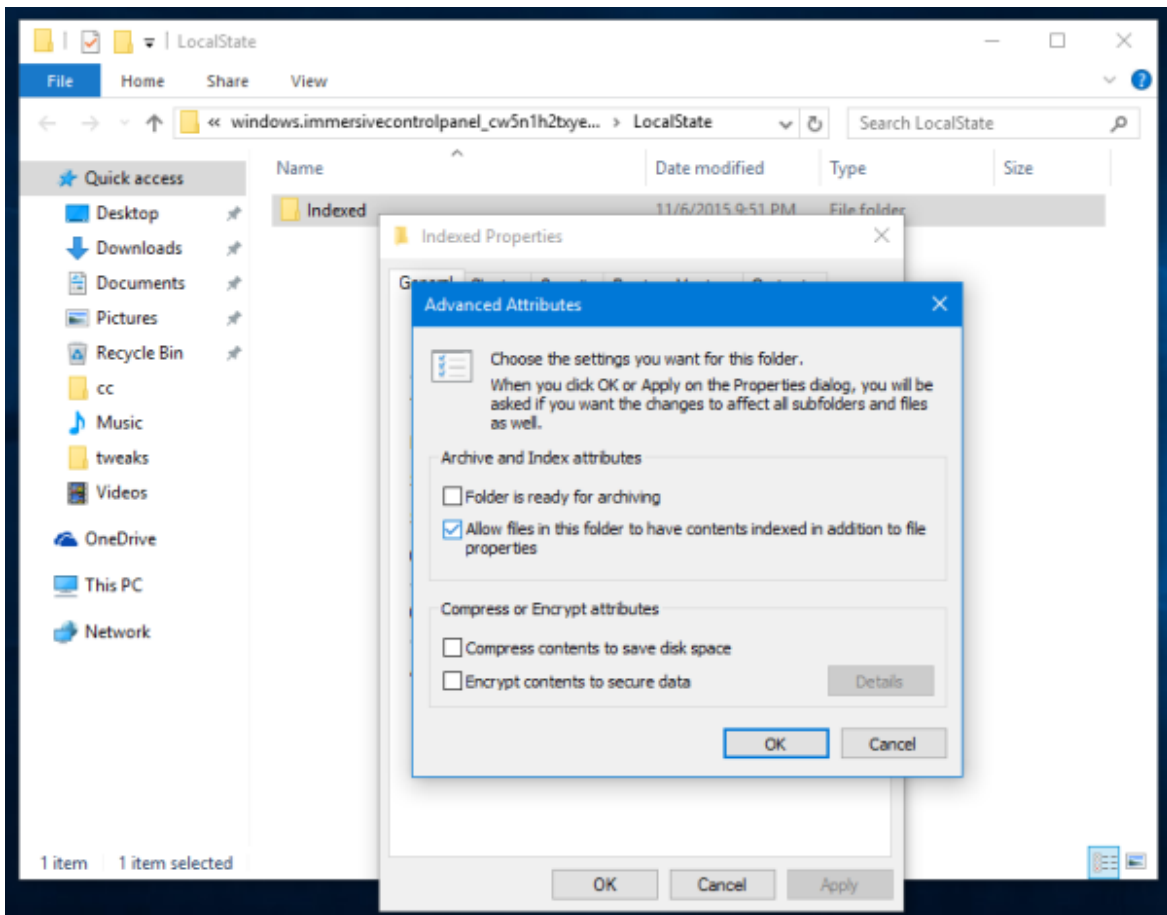 LocalState
File Home Share View
« windows.immersivecontrolpanel_cw5n1h2txye... › LocalState
Search LocalState
Name Date modified Type Size
Quick access
Desktop
Downloads
Documents
Pictures
Recycle Bin
cc
Music
tweaks
Videos
OneDrive
This PC
Network
Indexed 11/6/2015 9:51 PM File folder
Indexed Properties
General
Advanced Attributes
Choose the settings you want for this folder.
When you click OK or Apply on the Properties dialog, you will be
asked if you want the changes to affect all subfolders and files
as well.
Archive and Index attributes
Folder is ready for archiving
Allow files in this folder to have contents indexed in addition to file
properties
Compress or Encrypt attributes
Compress contents to save disk space
Encrypt contents to secure data
Details
OK Cancel
OK Cancel Apply
1 item 1 item selected